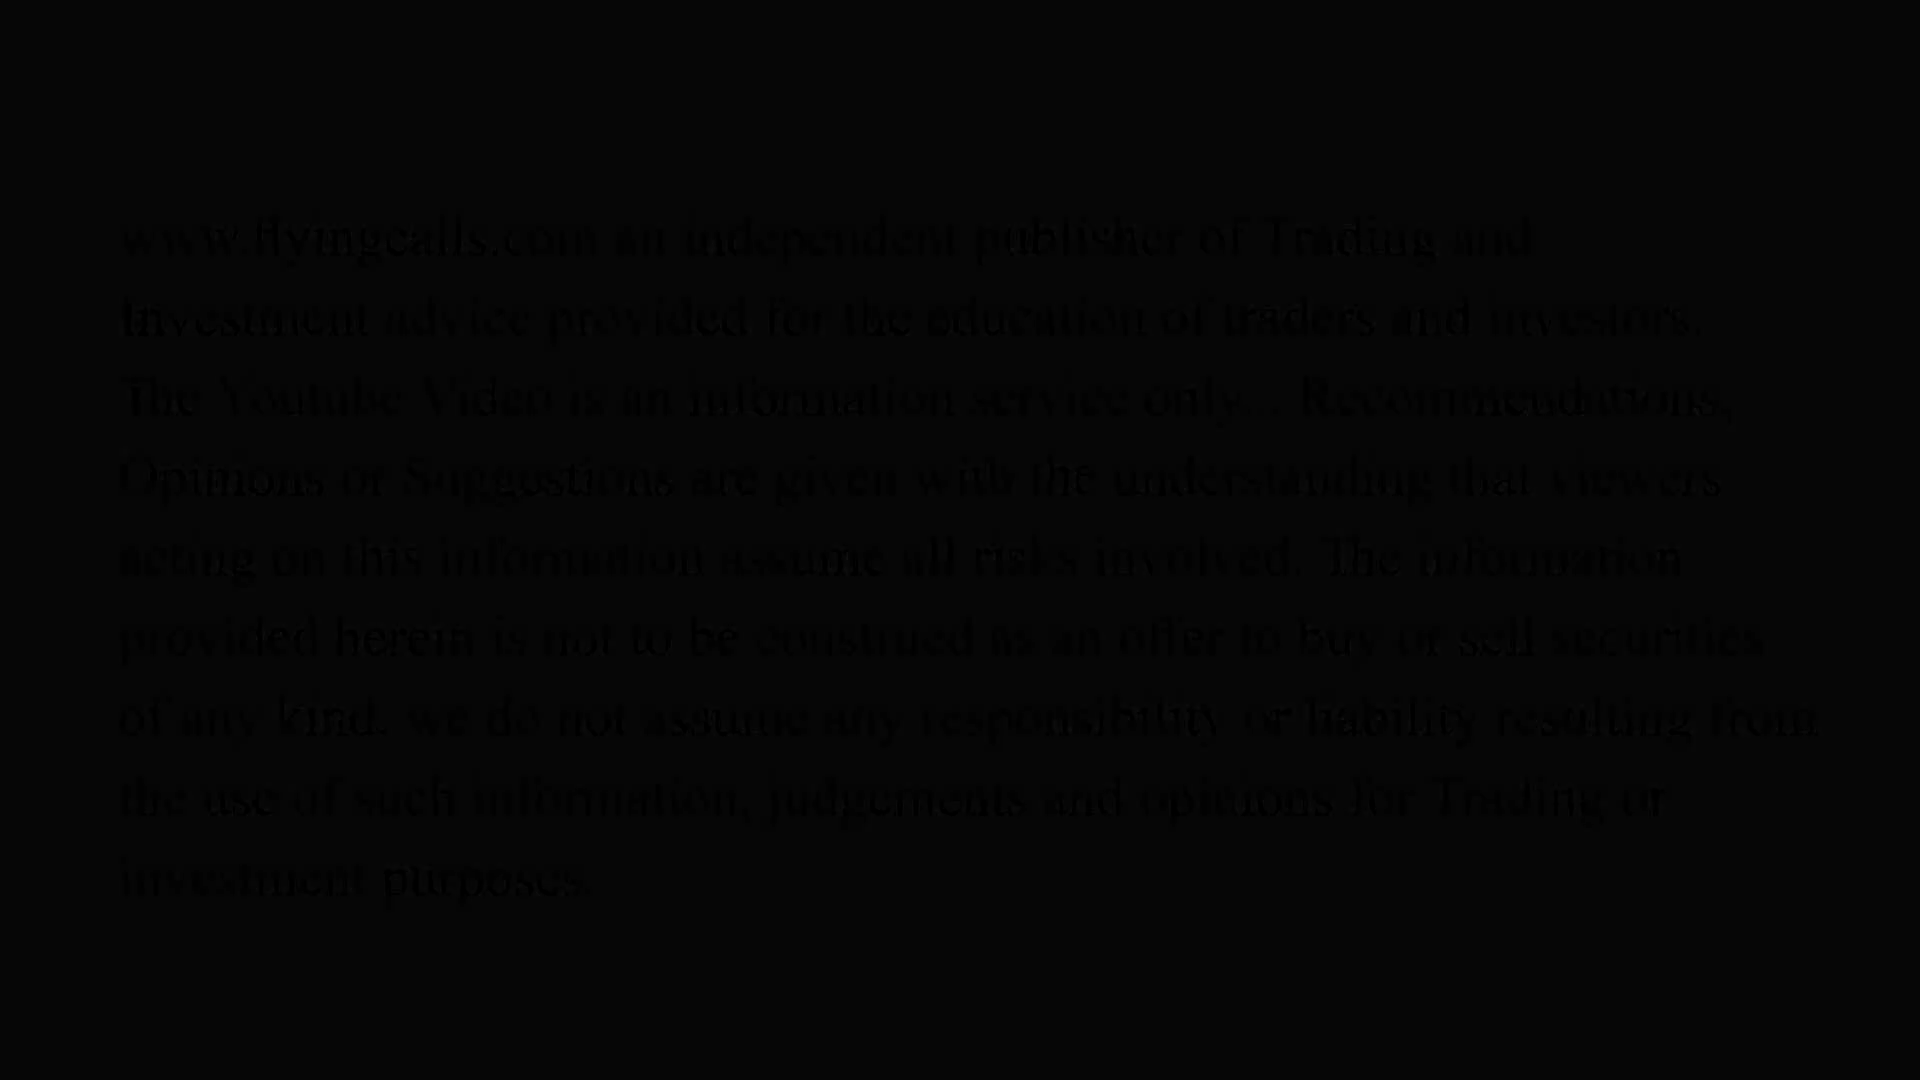 www.flyingcalls.com an independent publisher of Trading and
Investment advice provided for the education of traders and investors.
The Youtube Video is an information service only. . Recommendations,
Opinions or Suggestions are given with the understanding that viewers
acting on this information assume all risks involved. The information
provided herein is not to be construed as an offer to buy or sell securities
of any kind. we do not assume any responsibility or liability resulting from
the use of such information, judgements and opinions for Trading or
investment purposes.